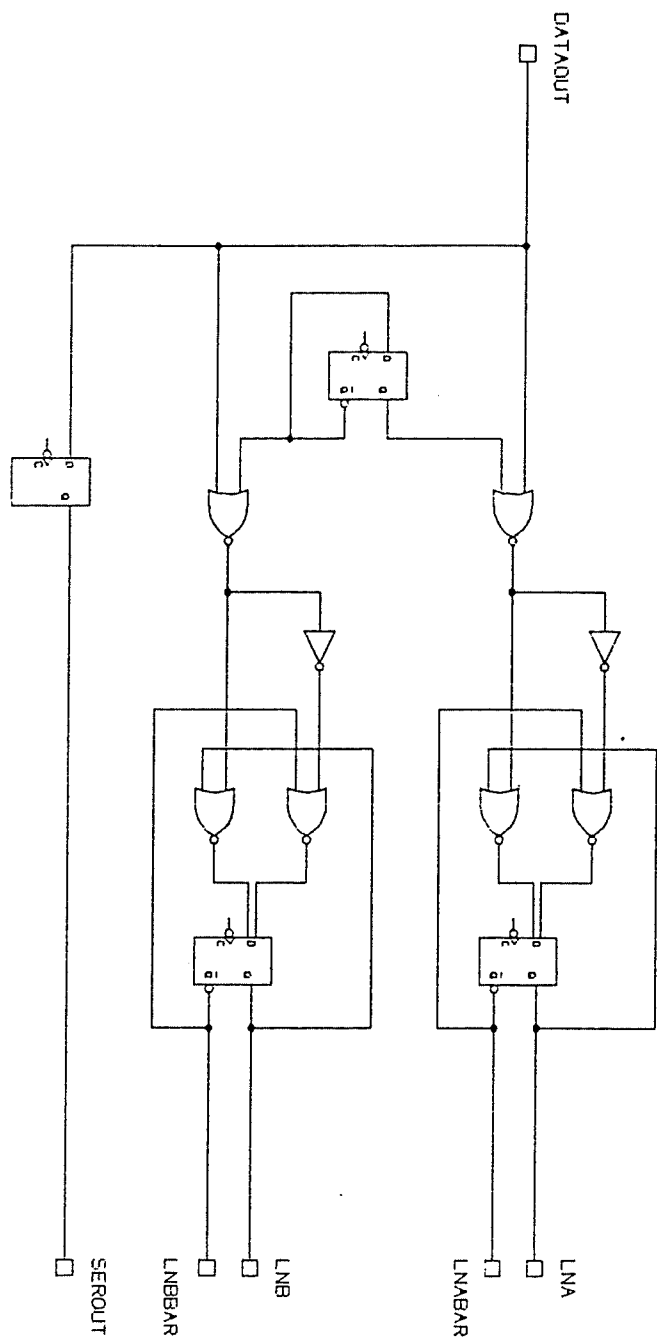 DATAOUT
LNA
D Q
C Q̅
LNABAR
D Q
C Q̅
LNB
D Q
C Q̅
LNBBAR
D Q
C
SEROUT